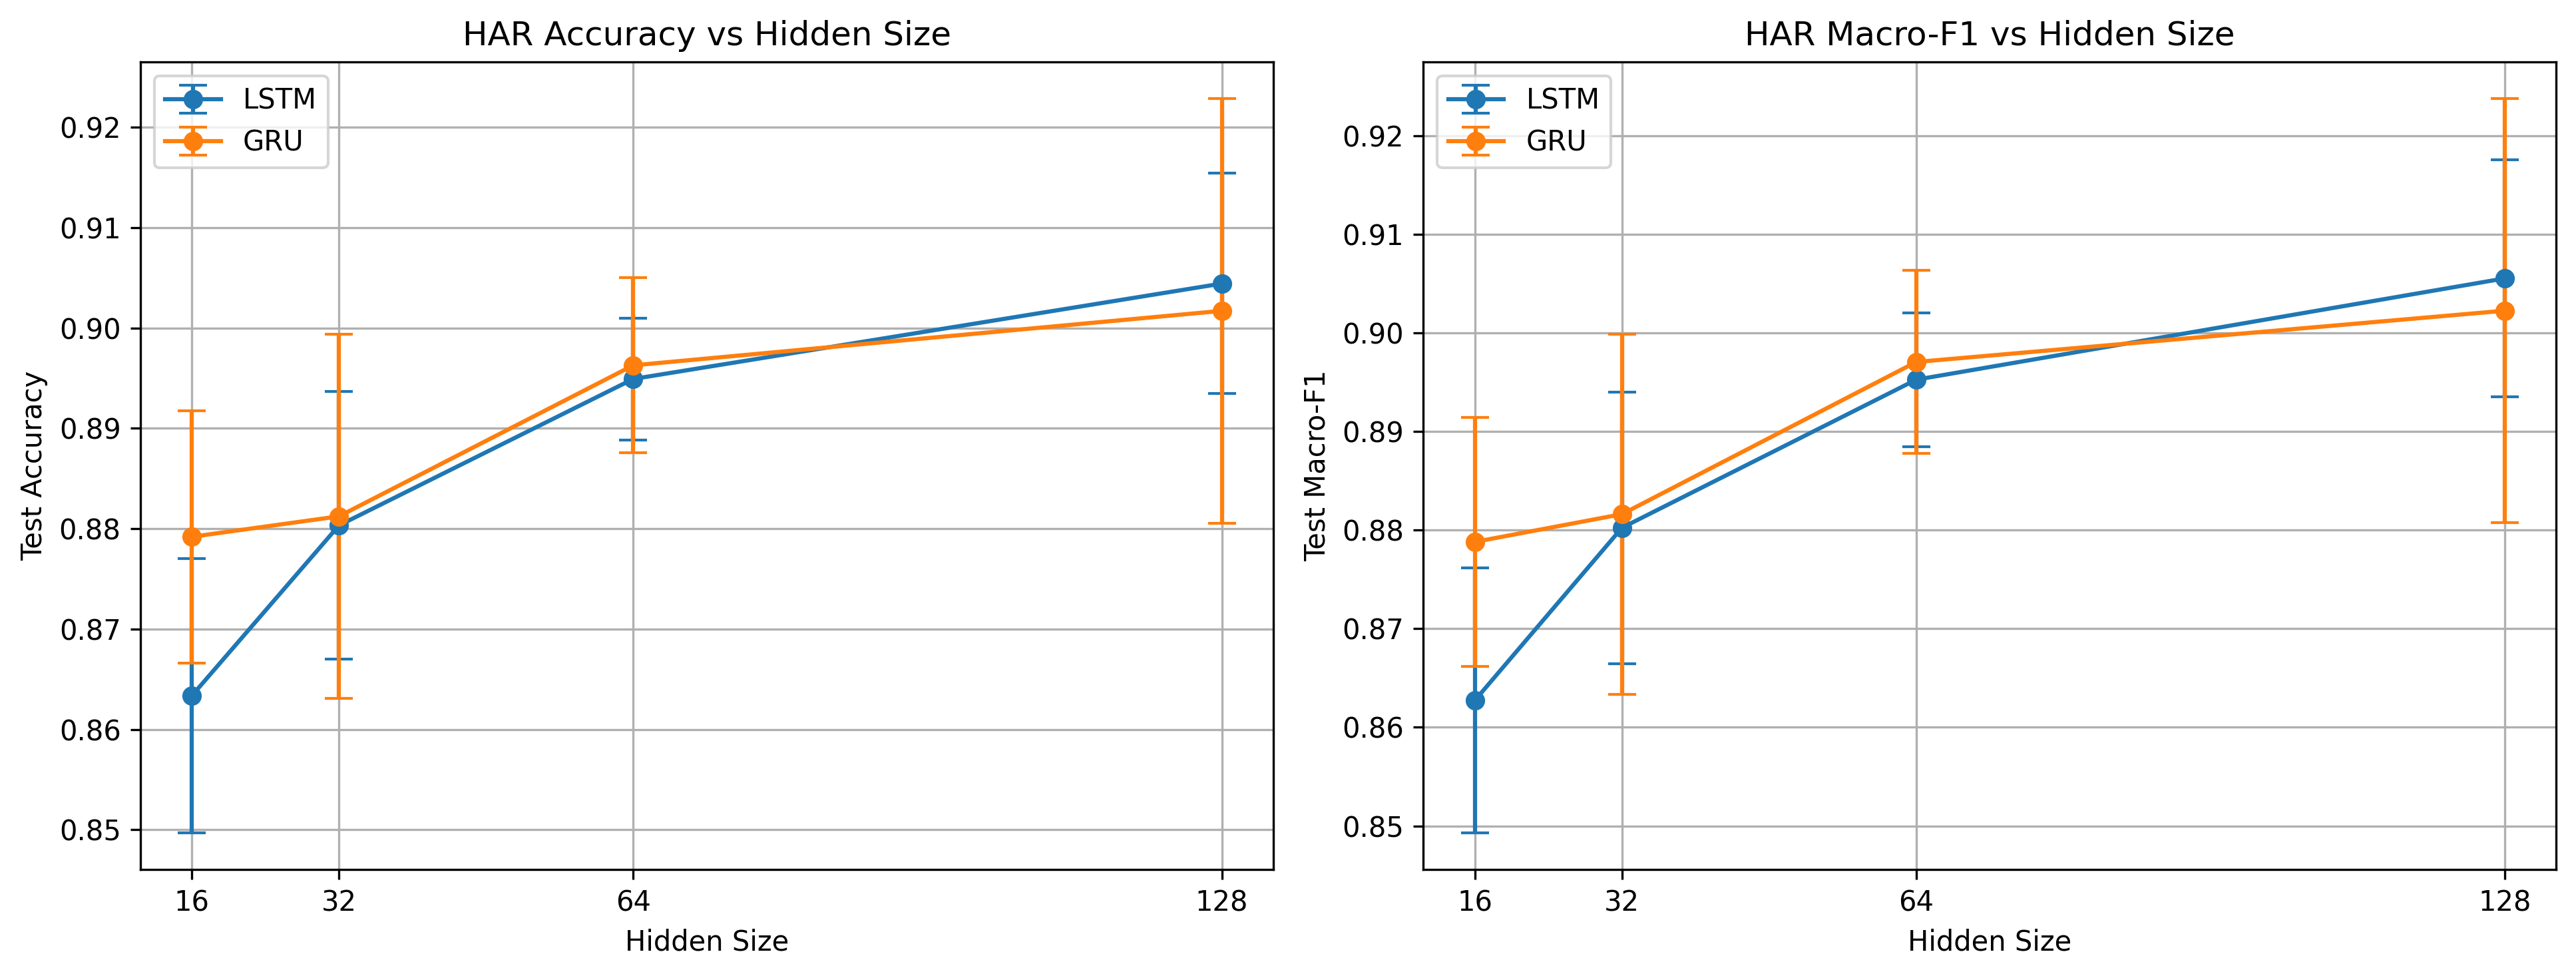 HAR Accuracy vs Hidden Size
LSTM
GRU
0.92
0.91
0.90
0.89
0.88
0.87
0.86
0.85
Test Accuracy
16 32 64 128
Hidden Size
HAR Macro-F1 vs Hidden Size
LSTM
GRU
0.92
0.91
0.90
0.89
0.88
0.87
0.86
0.85
Test Macro-F1
16 32 64 128
Hidden Size